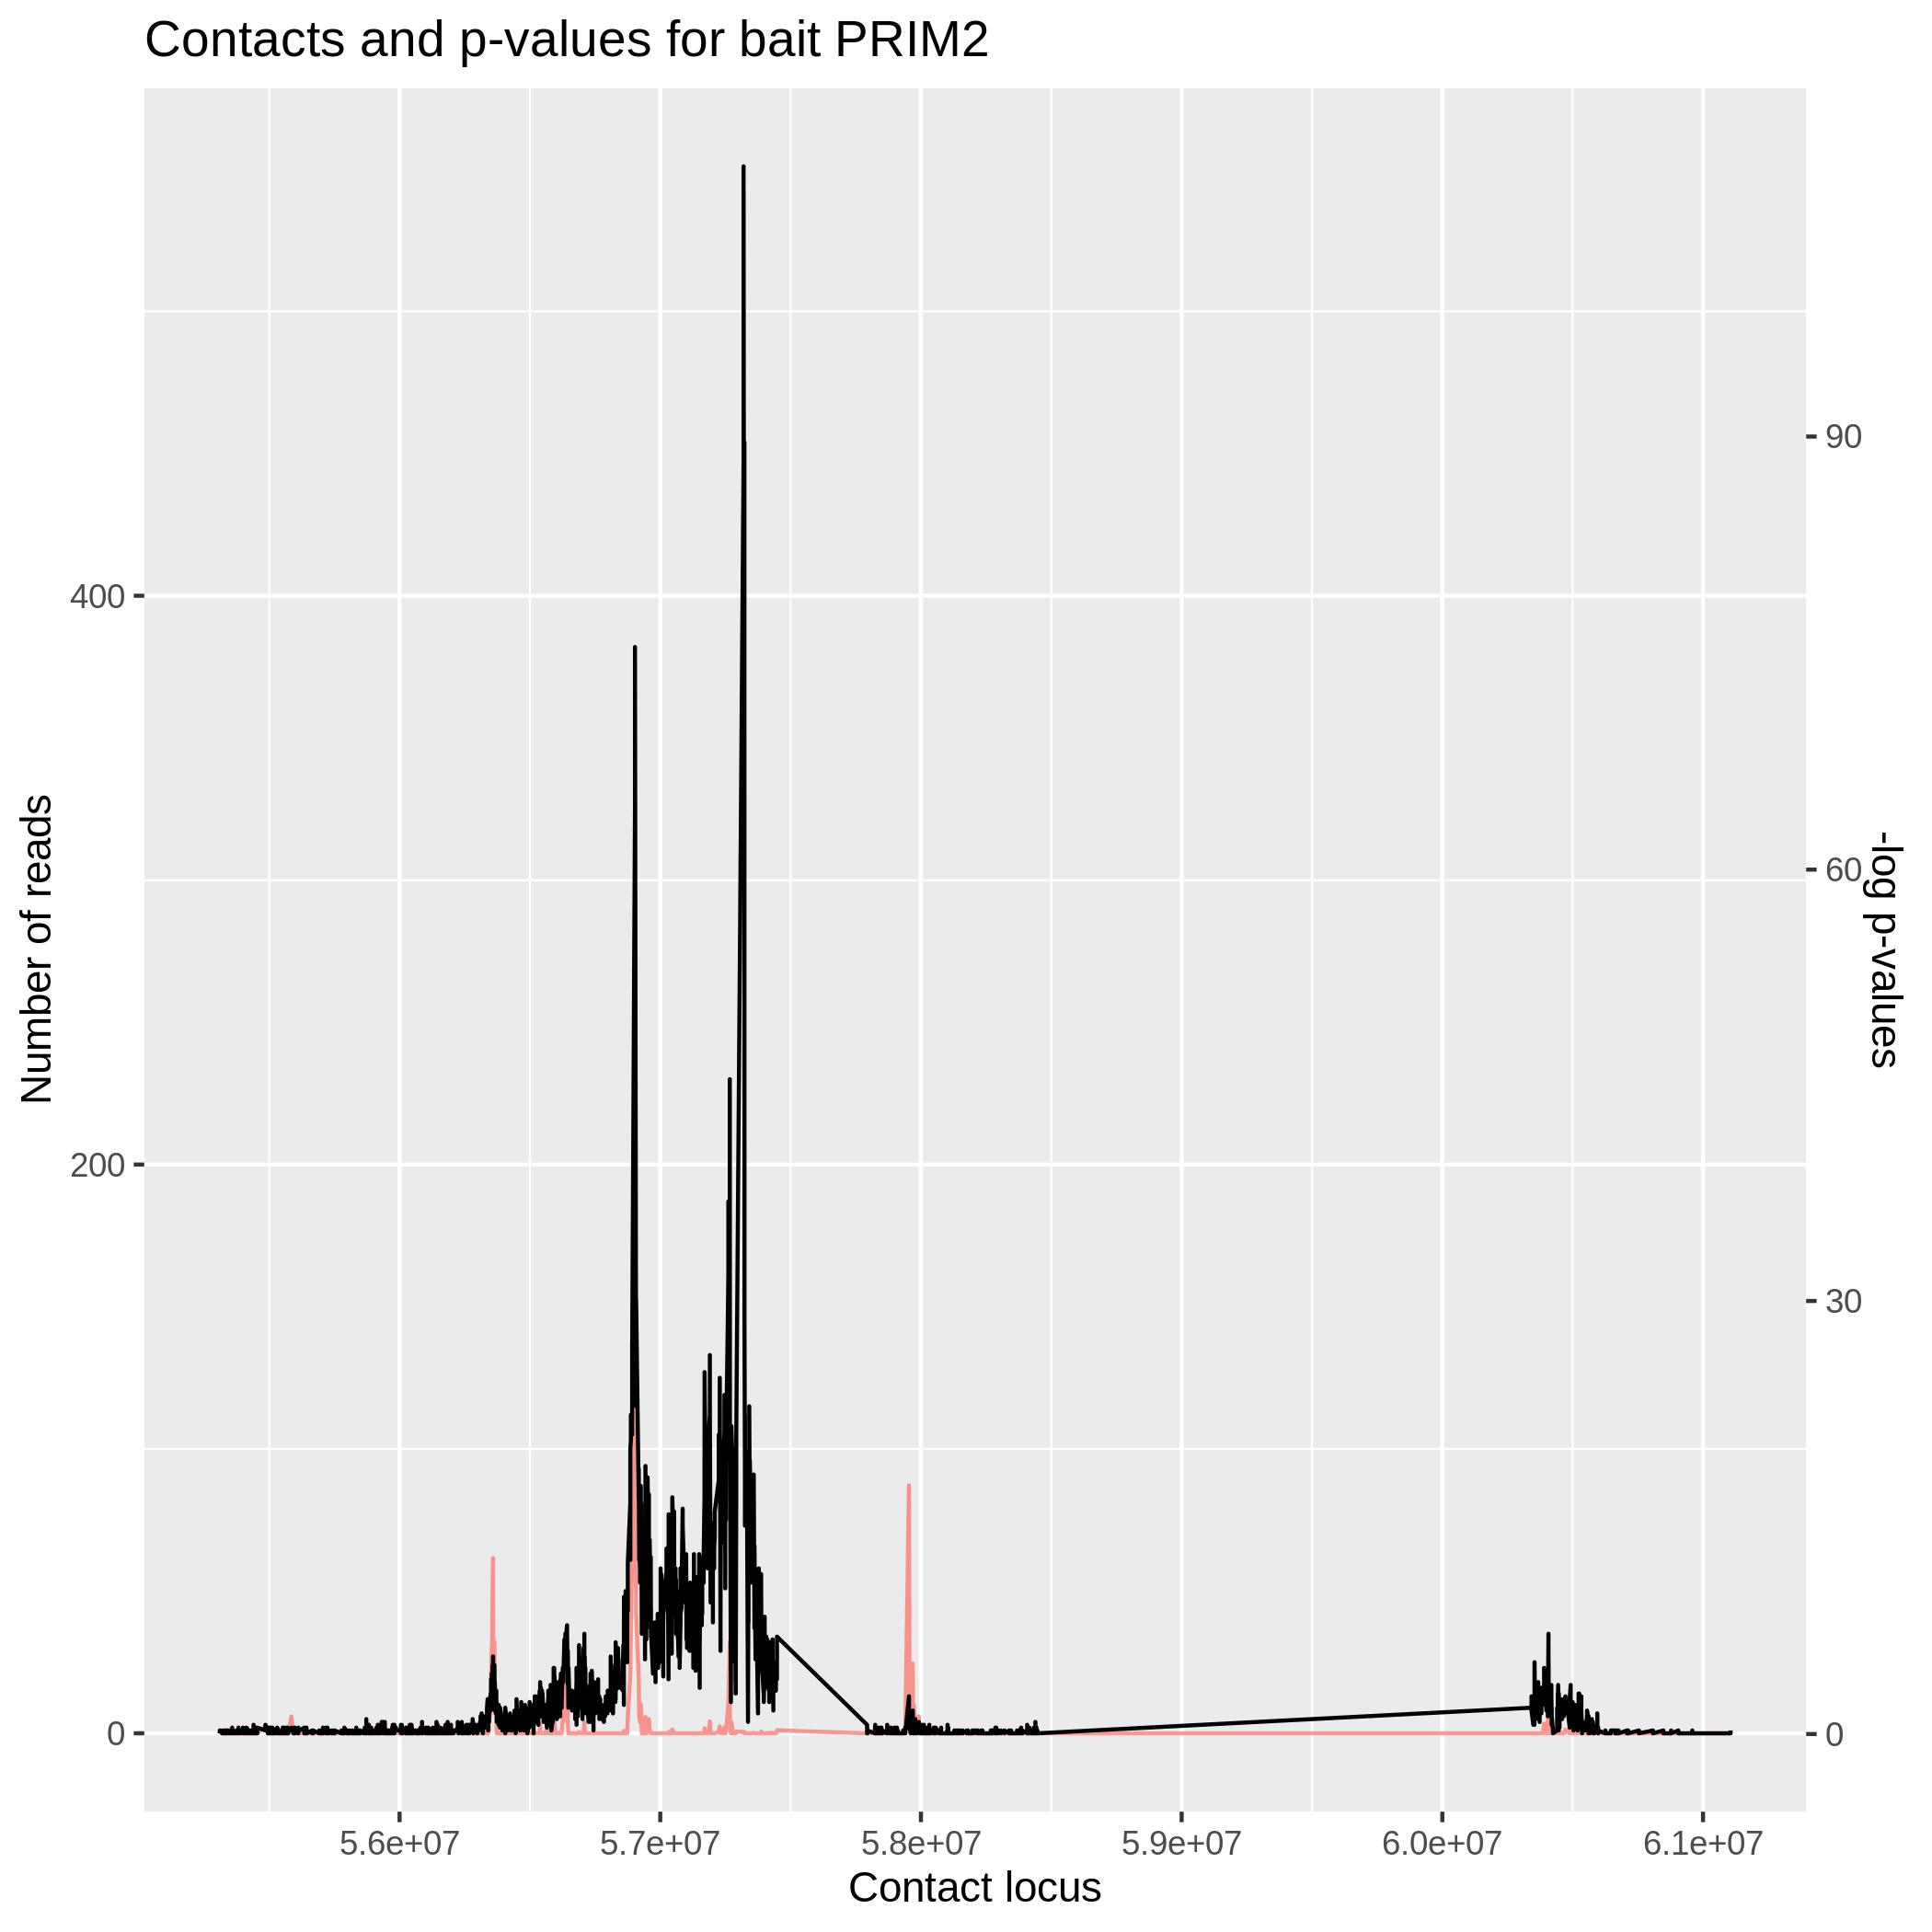 Contacts and p-values for bait PRIM2
400
200
0
Number of reads
90
60
30
0
-log p-values
5.6e+07 5.7e+07 5.8e+07 5.9e+07 6.0e+07 6.1e+07
Contact locus